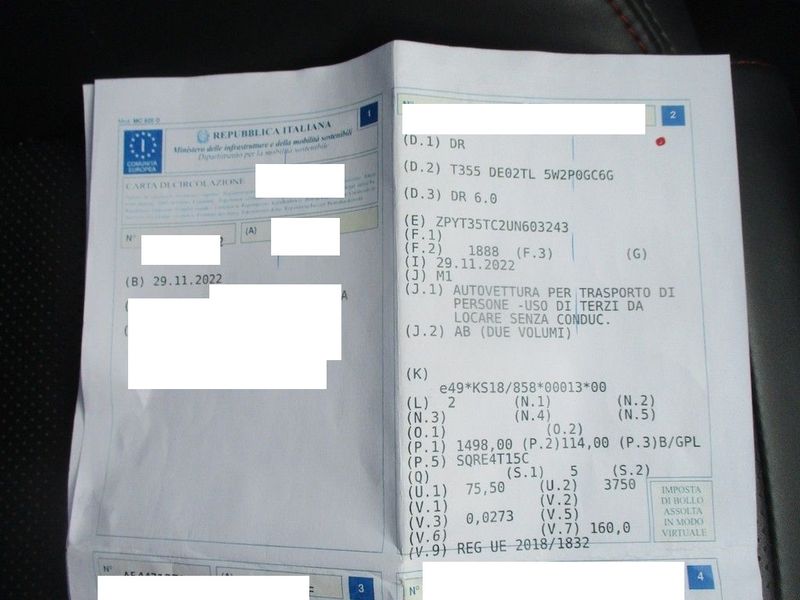 Mod. MC 820 D
1
REPUBBLICA ITALIANA
Ministero delle infrastrutture e della mobilità sostenibili
Dipartimento per la mobilità sostenibile
COMUNITÀ
EUROPEA
CARTA DI CIRCOLAZIONE
N°
(A)
(B) 29.11.2022
N°
2
(D.1) DR
(D.2) T355 DE02TL 5W2P0GC6G
(D.3) DR 6.0
(E) ZPYT35TC2UN603243
(F.1)
(F.2) 1888 (F.3) (G)
(I) 29.11.2022
(J) M1
(J.1) AUTOVETTURA PER TRASPORTO DI
PERSONE -USO DI TERZI DA
LOCARE SENZA CONDUC.
(J.2) AB (DUE VOLUMI)
(K)
e49*KS18/858*00013*00
(L) 2 (N.1) (N.2)
(N.3) (N.4) (N.5)
(O.1) (O.2)
(P.1) 1498,00 (P.2)114,00 (P.3)B/GPL
(P.5) SQRE4T15C
(Q) (S.1) 5 (S.2)
(U.1) 75,50 (U.2) 3750
(V.1) (V.2)
(V.3) 0,0273 (V.5)
(V.6) (V.7) 160,0
(V.9) REG UE 2018/1832
IMPOSTA
DI BOLLO
ASSOLTA
IN MODO
VIRTUALE
N°
3
N°
4